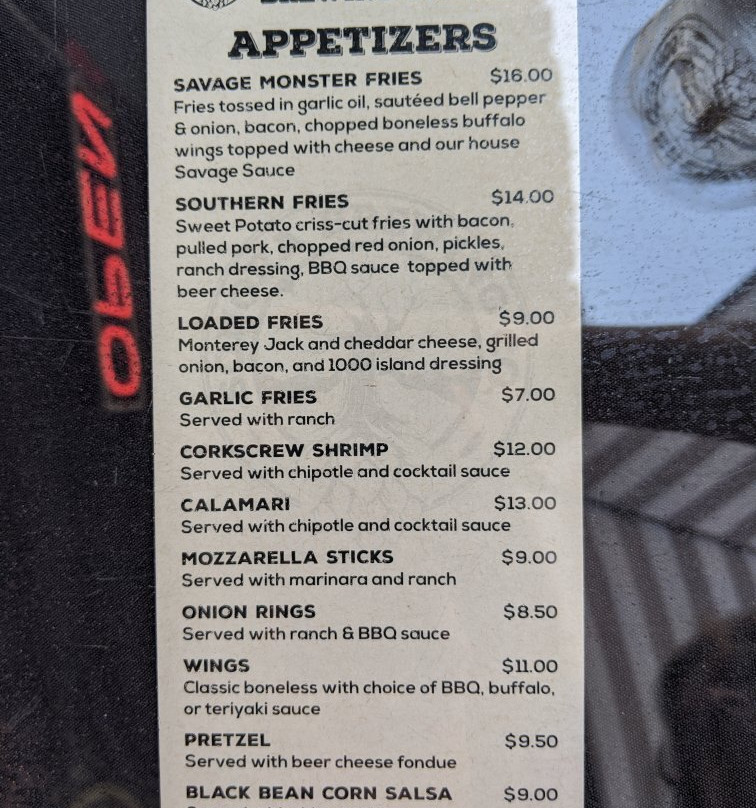 APPETIZERS
SAVAGE MONSTER FRIES $16.00
Fries tossed in garlic oil, sautéed bell pepper
& onion, bacon, chopped boneless buffalo
wings topped with cheese and our house
Savage Sauce
SOUTHERN FRIES $14.00
Sweet Potato criss-cut fries with bacon,
pulled pork, chopped red onion, pickles,
ranch dressing, BBQ sauce topped with
beer cheese.
LOADED FRIES $9.00
Monterey Jack and cheddar cheese, grilled
onion, bacon, and 1000 island dressing
GARLIC FRIES $7.00
Served with ranch
CORKSCREW SHRIMP $12.00
Served with chipotle and cocktail sauce
CALAMARI $13.00
Served with chipotle and cocktail sauce
MOZZARELLA STICKS $9.00
Served with marinara and ranch
ONION RINGS $8.50
Served with ranch & BBQ sauce
WINGS $11.00
Classic boneless with choice of BBQ, buffalo,
or teriyaki sauce
PRETZEL $9.50
Served with beer cheese fondue
BLACK BEAN CORN SALSA $9.00
OPEN